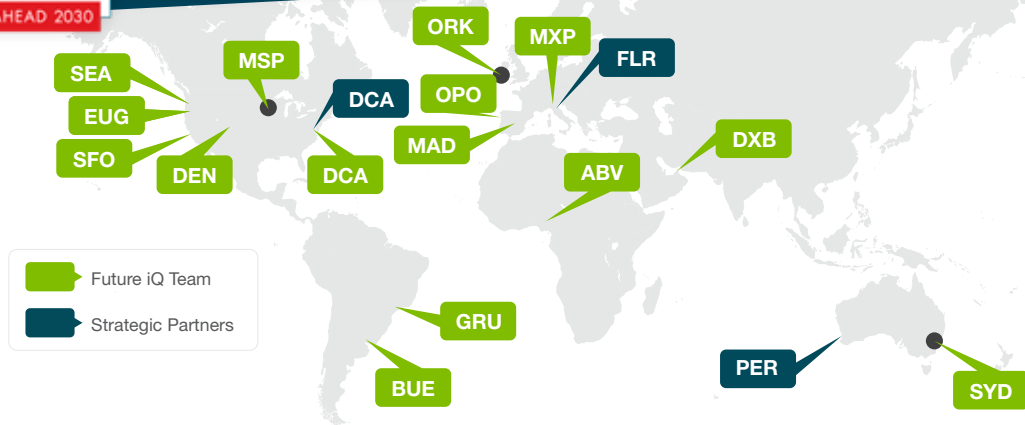 AHEAD 2030
ORK
MXP
FLR
SEA
MSP
DCA
OPO
EUG
MAD
DXB
SFO
DEN
DCA
ABV
Future iQ Team
Strategic Partners
GRU
BUE
PER
SYD